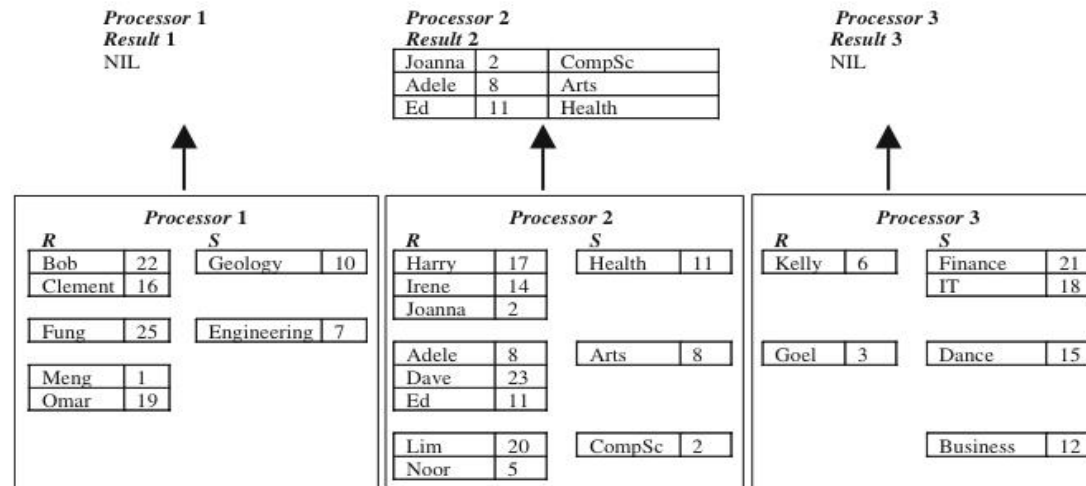 Processor 1
Result 1
NIL
Processor 2
Result 2
Joanna 2 CompSc
Adele 8 Arts
Ed 11 Health
Processor 3
Result 3
NIL
Processor 1
R S
Bob 22 Geology 10
Clement 16
Fung 25 Engineering 7
Meng 1
Omar 19
Processor 2
R S
Harry 17 Health 11
Irene 14
Joanna 2
Adele 8 Arts 8
Dave 23
Ed 11
Lim 20 CompSc 2
Noor 5
Processor 3
R S
Kelly 6 Finance 21
IT 18
Goel 3 Dance 15
Business 12